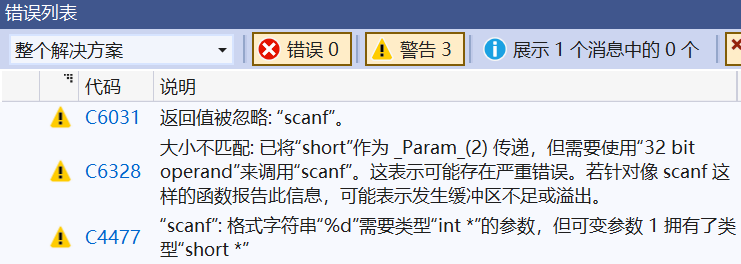 错误列表
整个解决方案 错误 0 警告 3 展示 1 个消息中的 0 个
代码 说明
C6031 返回值被忽略: “scanf”。
大小不匹配: 已将“short”作为 _Param_(2) 传递，但需要使用“32 bit
C6328 operand”来调用“scanf”。这表示可能存在严重错误。若针对像 scanf 这
样的函数报告此信息，可能表示发生缓冲区不足或溢出。
C4477 “scanf”: 格式字符串“%d”需要类型“int *”的参数，但可变参数 1 拥有了类
型“short *”